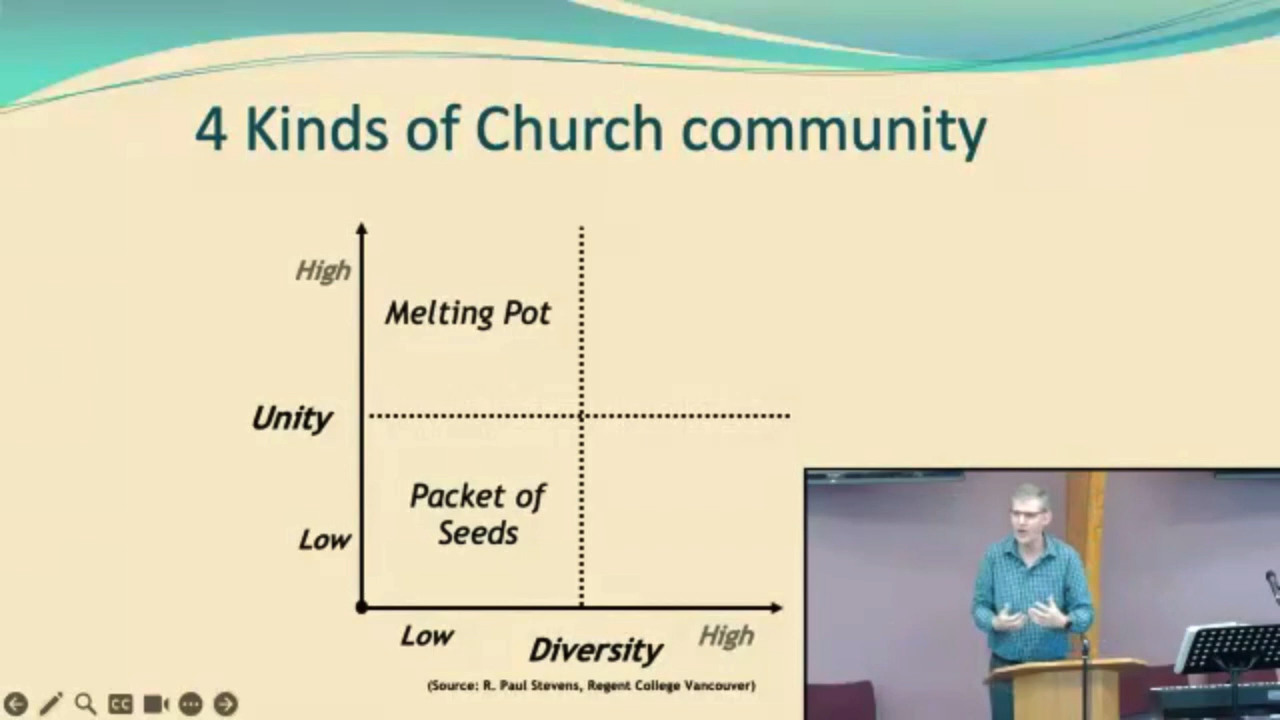 4 Kinds of Church community
High
Melting Pot
Unity
Packet of
Seeds
Low
Low
Diversity
High
(Source: R. Paul Stevens, Regent College Vancouver)
CC